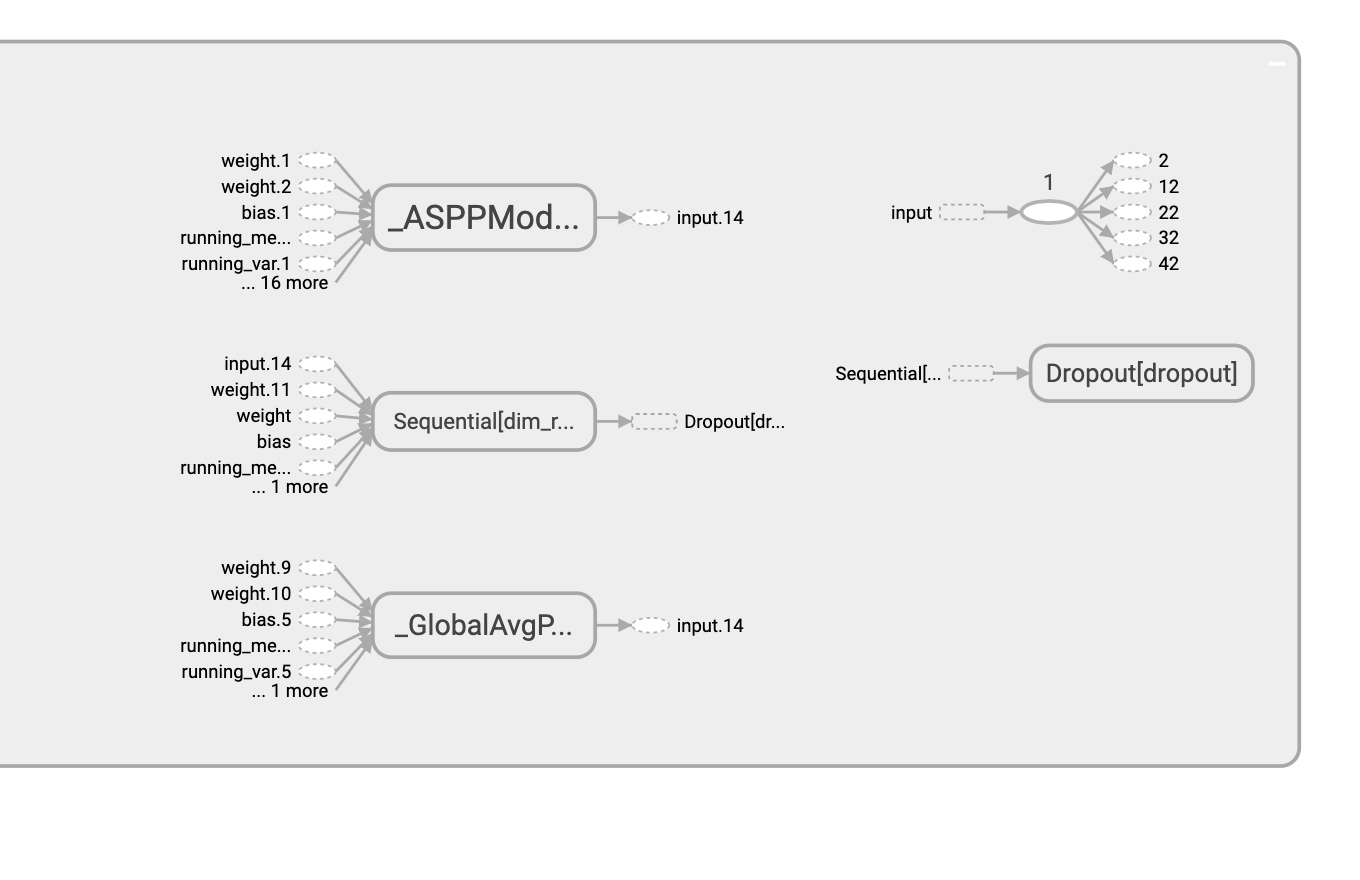 weight.1
weight.2
bias.1
running_me...
running_var.1
... 16 more
_ASPPMod...
input.14
input
1
2
12
22
32
42
input.14
weight.11
weight
bias
running_me...
... 1 more
Sequential[dim_r...
Dropout[dr...
Sequential[...
Dropout[dropout]
weight.9
weight.10
bias.5
running_me...
running_var.5
... 1 more
_GlobalAvgP...
input.14